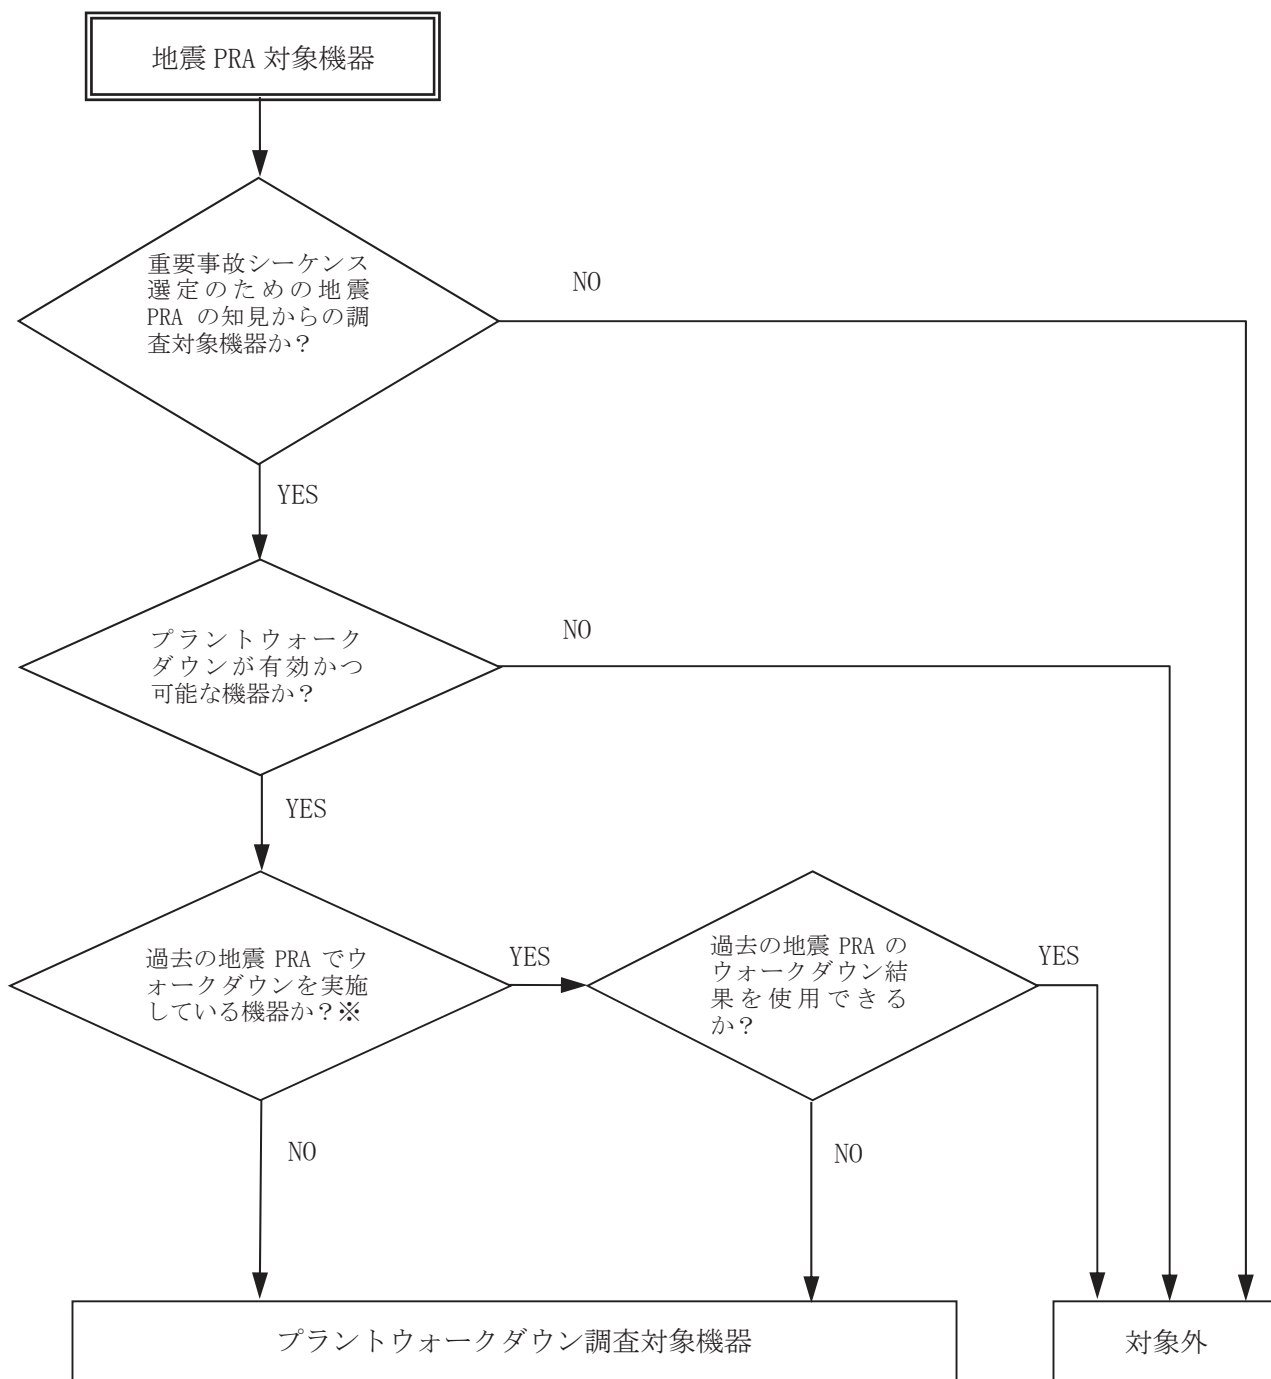 地震 PRA 対象機器
重要事故シーケンス
選定のための地震
PRA の知見からの調
査対象機器か？
NO
YES
プラントウォーク
ダウンが有効かつ
可能な機器か？
NO
YES
過去の地震 PRA でウ
ォークダウンを実施
している機器か？※
YES
過去の地震 PRA の
ウォークダウン結
果を使用できる
か？
YES
NO
NO
プラントウォークダウン調査対象機器
対象外